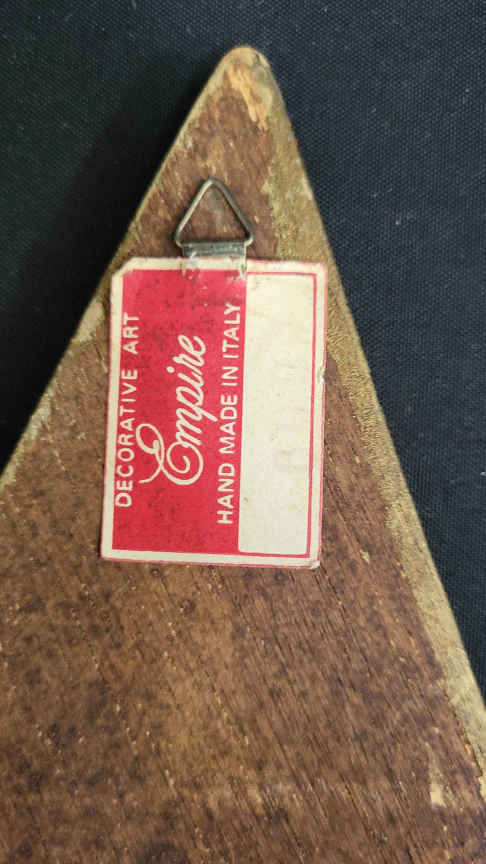 DECORATIVE ART
Empire
HAND MADE IN ITALY